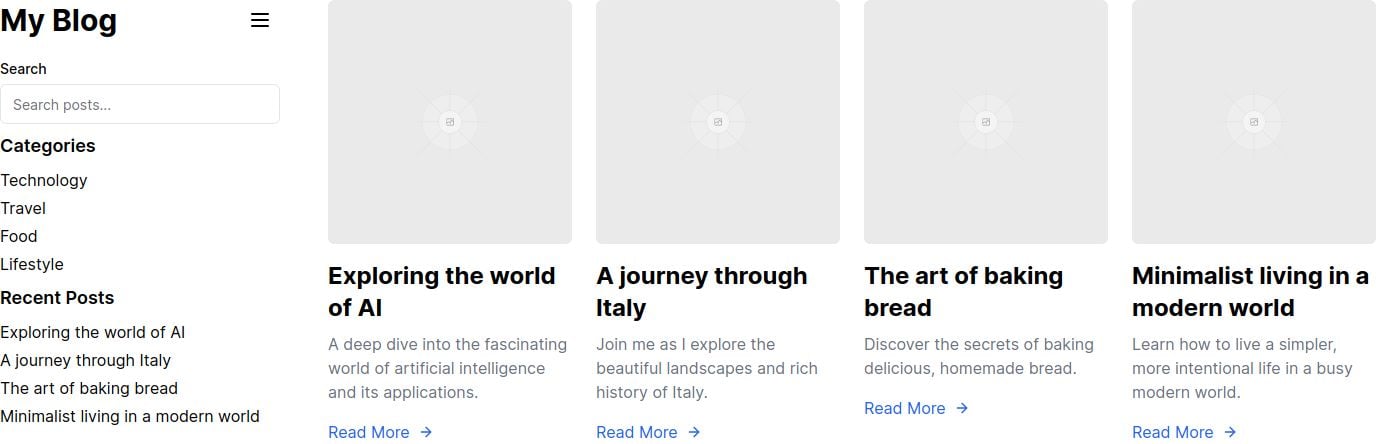 My Blog
Search
Search posts...
Categories
Technology
Travel
Food
Lifestyle
Recent Posts
Exploring the world of AI
A journey through Italy
The art of baking bread
Minimalist living in a modern world
Exploring the world
of AI
A deep dive into the fascinating
world of artificial intelligence
and its applications.
Read More
A journey through
Italy
Join me as I explore the
beautiful landscapes and rich
history of Italy.
Read More
The art of baking
bread
Discover the secrets of baking
delicious, homemade bread.
Read More
Minimalist living in a
modern world
Learn how to live a simpler,
more intentional life in a busy
modern world.
Read More